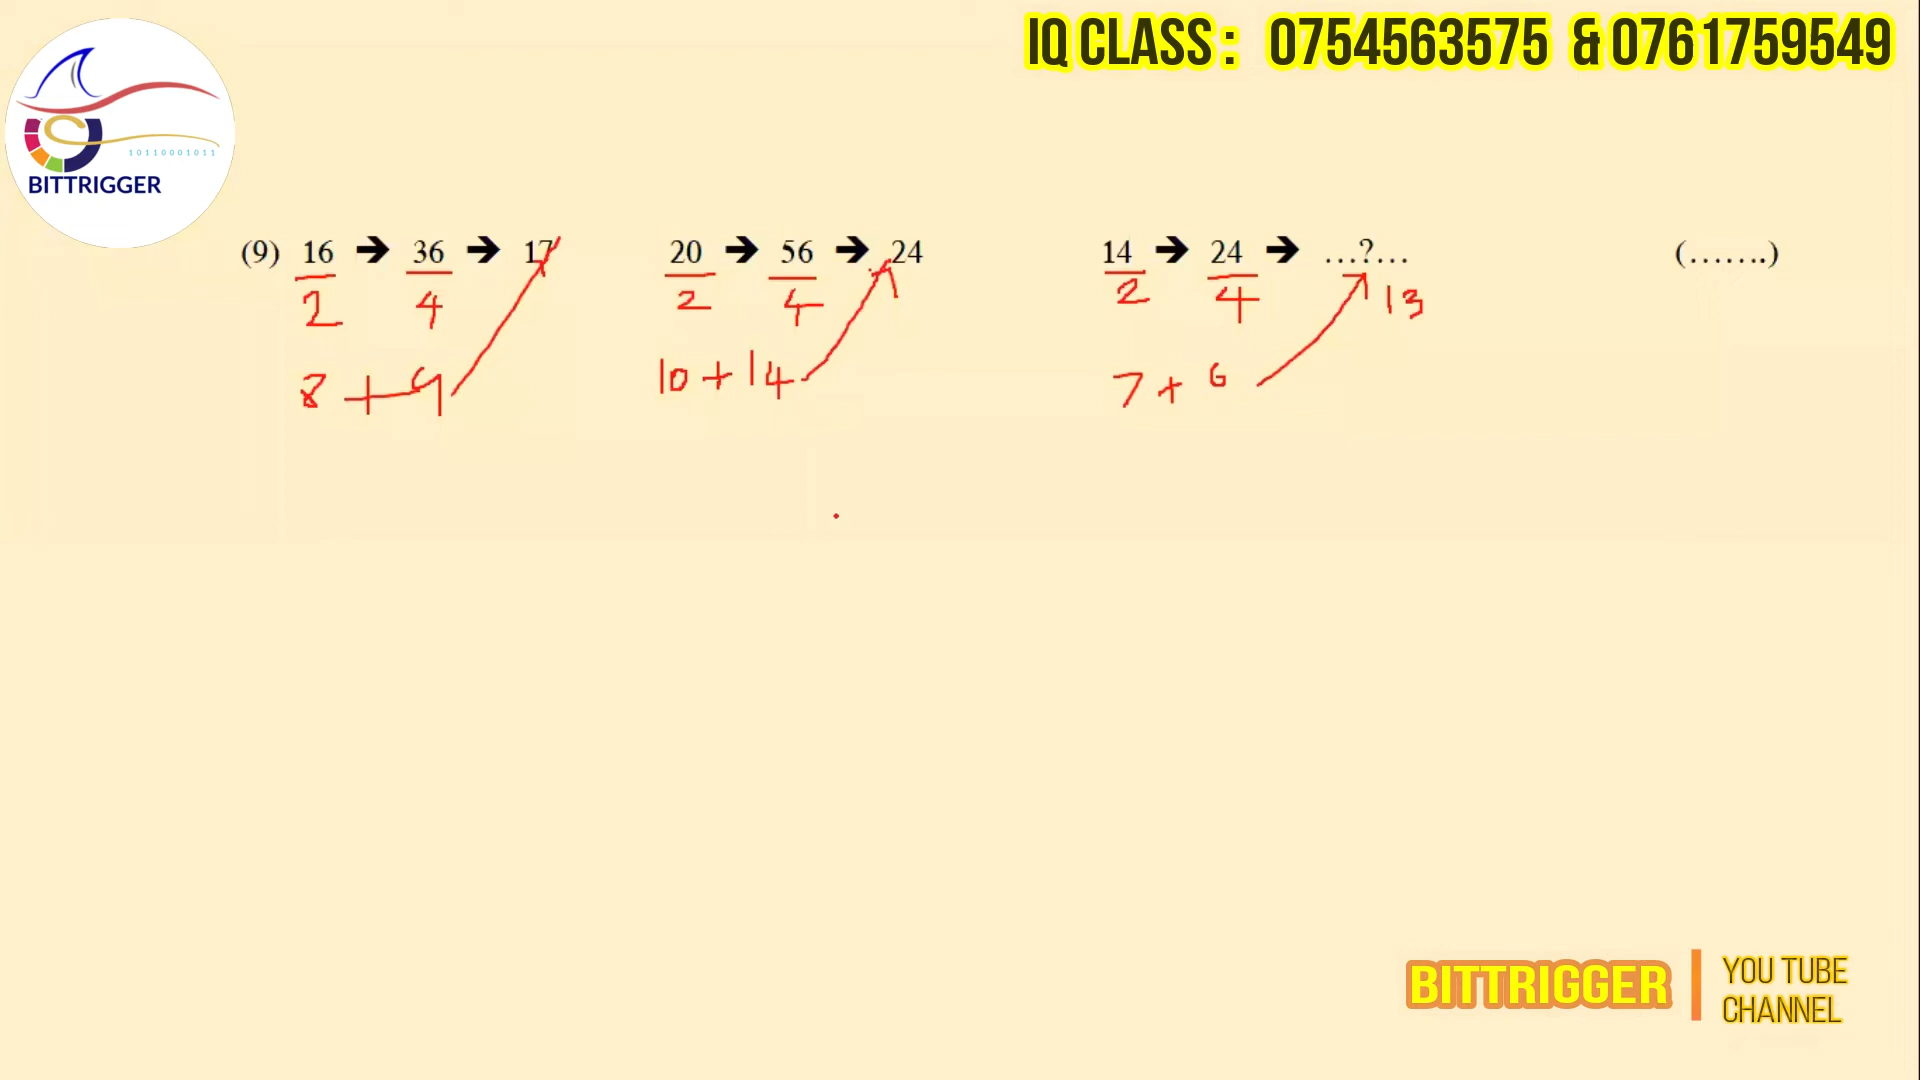 IQ CLASS : 0754563575 & 0761759549
10110001011
BITTRIGGER
(9) 16 ➔ 36 ➔ 17 20 ➔ 56 ➔ 24 14 ➔ 24 ➔ …?… (…….)
2 4 2 4 2 4 13
8 + 9 10 + 14 7 + 6
BITTRIGGER
YOU TUBE
CHANNEL